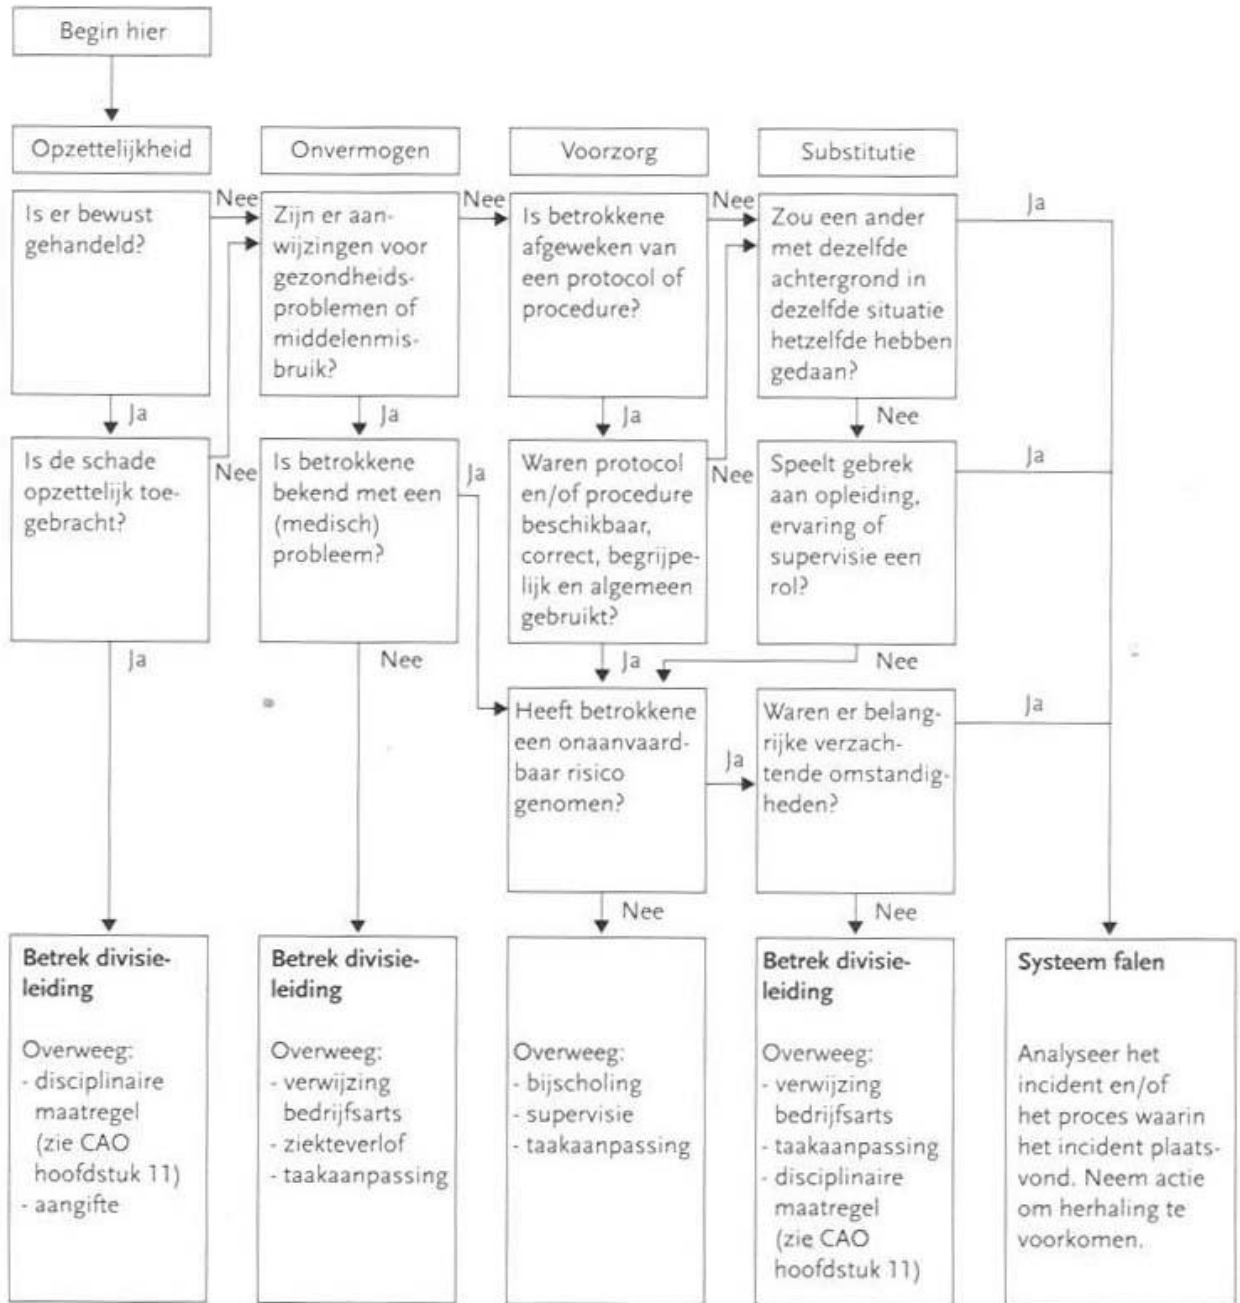 Begin hier
Opzettelijkheid
Onvermogen
Voorzorg
Substitutie
Is er bewust
gehandeld?
Nee
Zijn er aan-
wijzingen voor
gezondheids-
problemen of
middelenmis-
bruik?
Nee
Is betrokkene
afgeweken van
een protocol of
procedure?
Nee
Zou een ander
met dezelfde
achtergrond in
dezelfde situatie
hetzelfde hebben
gedaan?
Ja
Ja
Ja
Ja
Nee
Is de schade
opzettelijk toe-
gebracht?
Nee
Is betrokkene
bekend met een
(medisch)
probleem?
Ja
Waren protocol
en/of procedure
beschikbaar,
correct, begrijpe-
lijk en algemeen
gebruikt?
Nee
Speelt gebrek
aan opleiding,
ervaring of
supervisie een
rol?
Ja
Ja
Nee
Ja
Nee
Heeft betrokkene
een onaanvaard-
baar risico
genomen?
Ja
Waren er belang-
rijke verzach-
tende omstandig-
heden?
Ja
Nee
Nee
Betrek divisie-
leiding
Overweeg:
- disciplinaire
maatregel
(zie CAO
hoofdstuk 11)
- aangifte
Betrek divisie-
leiding
Overweeg:
- verwijzing
bedrijfsarts
- ziekteverlof
- taakaanpassing
Overweeg:
- bijscholing
- supervisie
- taakaanpassing
Betrek divisie-
leiding
Overweeg:
- verwijzing
bedrijfsarts
- taakaanpassing
- disciplinaire
maatregel
(zie CAO
hoofdstuk 11)
Systeem falen
Analyseer het
incident en/of
het proces waarin
het incident plaats-
vond. Neem actie
om herhaling te
voorkomen.